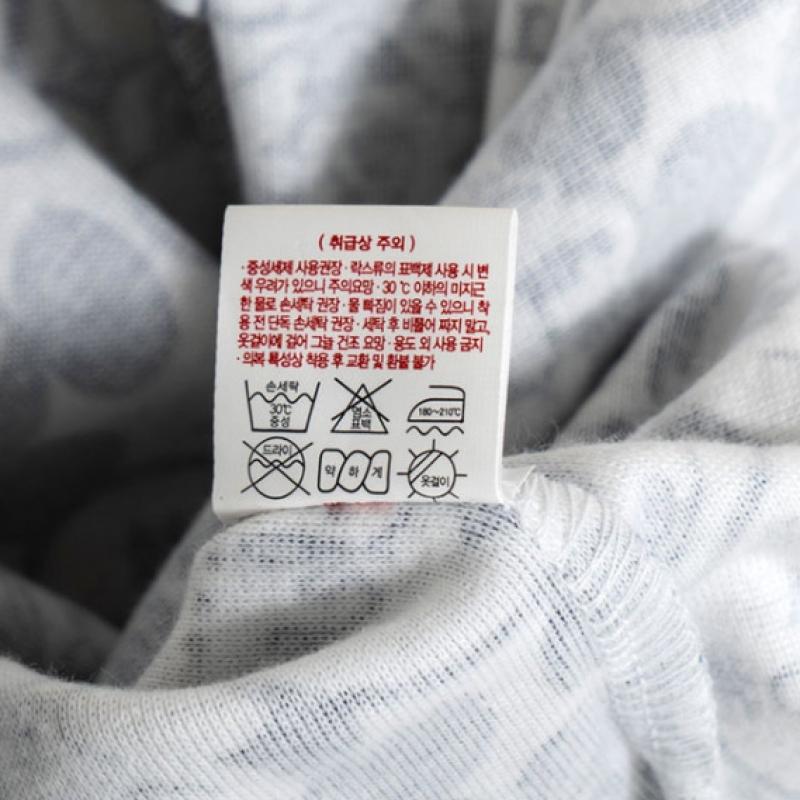 ( 취급상 주의 )
· 중성세제 사용권장 · 락스류의 표백제 사용 시 변
색 우려가 있으니 주의요망 · 30 ℃ 이하의 미지근
한 물로 손세탁 권장 · 물 빠짐이 있을 수 있으니 착
용 전 단독 손세탁 권장 · 세탁 후 비틀어 짜지 말고,
옷걸이에 걸어 그늘 건조 요망 · 용도 외 사용 금지
· 의복 특성상 착용 후 교환 및 환불 불가
손세탁
30℃
중성
염소
표백
180~210℃
드라이
약 하 게
옷걸이